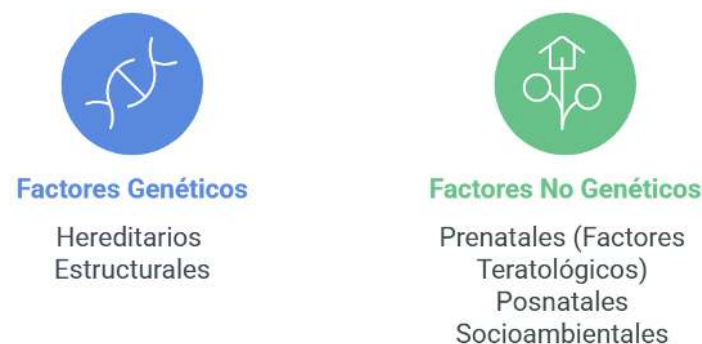 Factores Genéticos
Hereditarios
Estructurales
Factores No Genéticos
Prenatales (Factores
Teratológicos)
Posnatales
Socioambientales